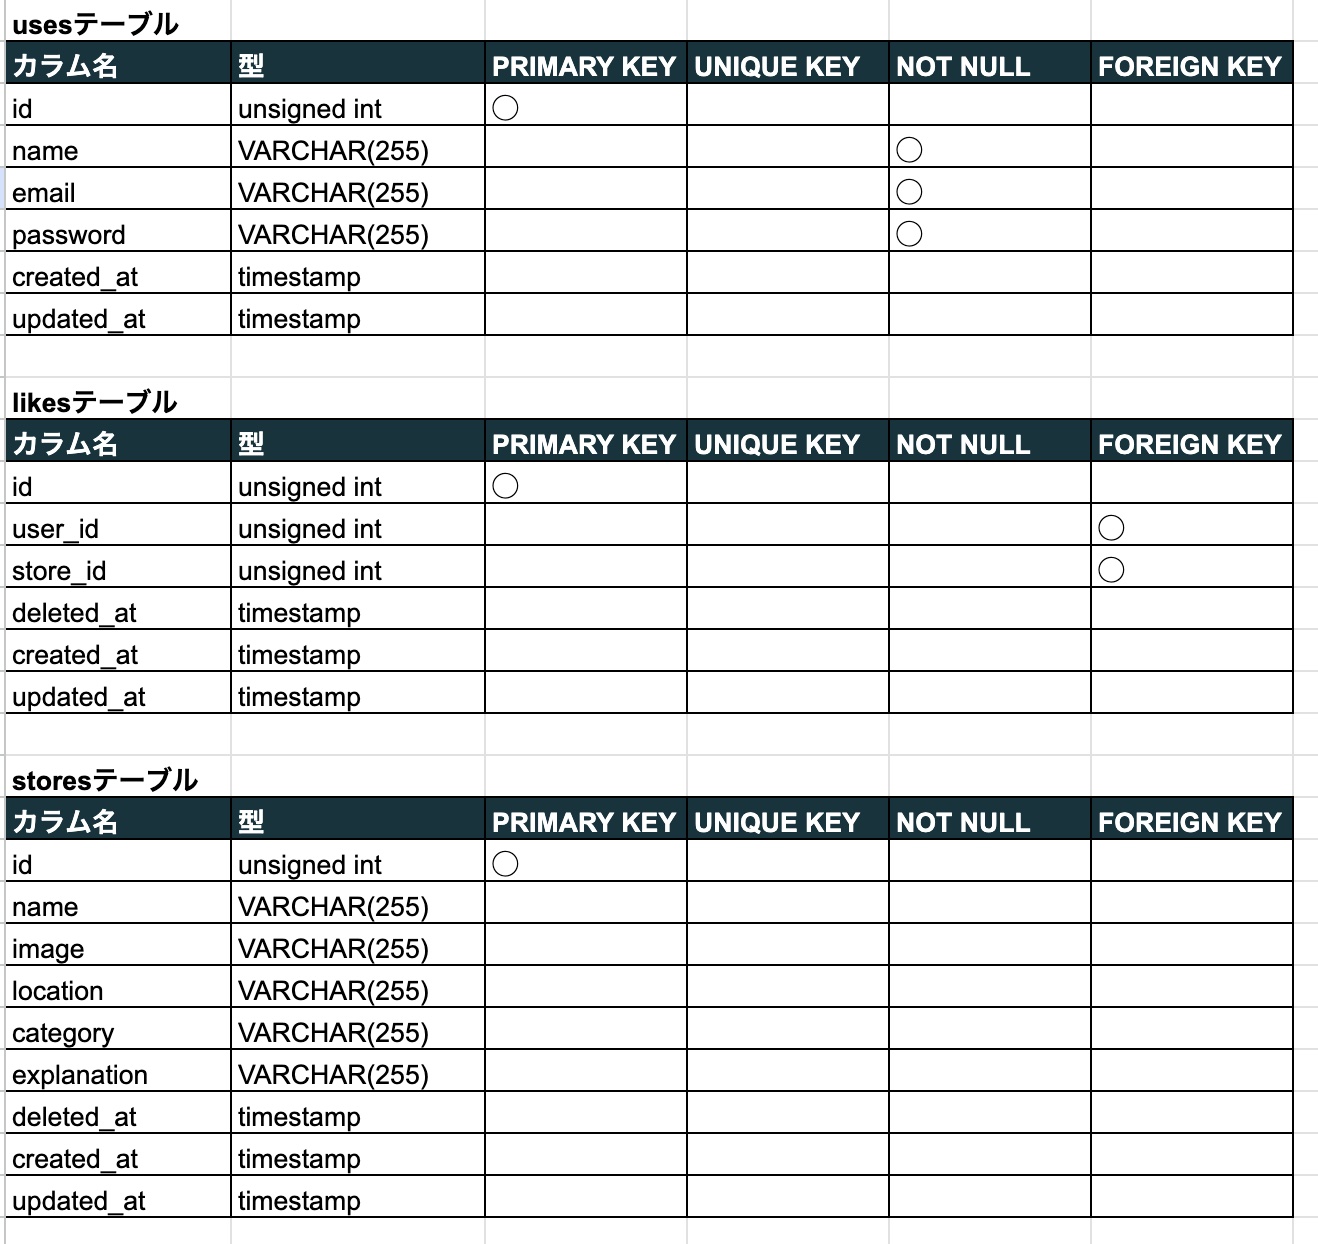 usesテーブル
カラム名 型 PRIMARY KEY UNIQUE KEY NOT NULL FOREIGN KEY
id unsigned int ◯
name VARCHAR(255) ◯
email VARCHAR(255) ◯
password VARCHAR(255) ◯
created_at timestamp
updated_at timestamp
likesテーブル
カラム名 型 PRIMARY KEY UNIQUE KEY NOT NULL FOREIGN KEY
id unsigned int ◯
user_id unsigned int ◯
store_id unsigned int ◯
deleted_at timestamp
created_at timestamp
updated_at timestamp
storesテーブル
カラム名 型 PRIMARY KEY UNIQUE KEY NOT NULL FOREIGN KEY
id unsigned int ◯
name VARCHAR(255)
image VARCHAR(255)
location VARCHAR(255)
category VARCHAR(255)
explanation VARCHAR(255)
deleted_at timestamp
created_at timestamp
updated_at timestamp